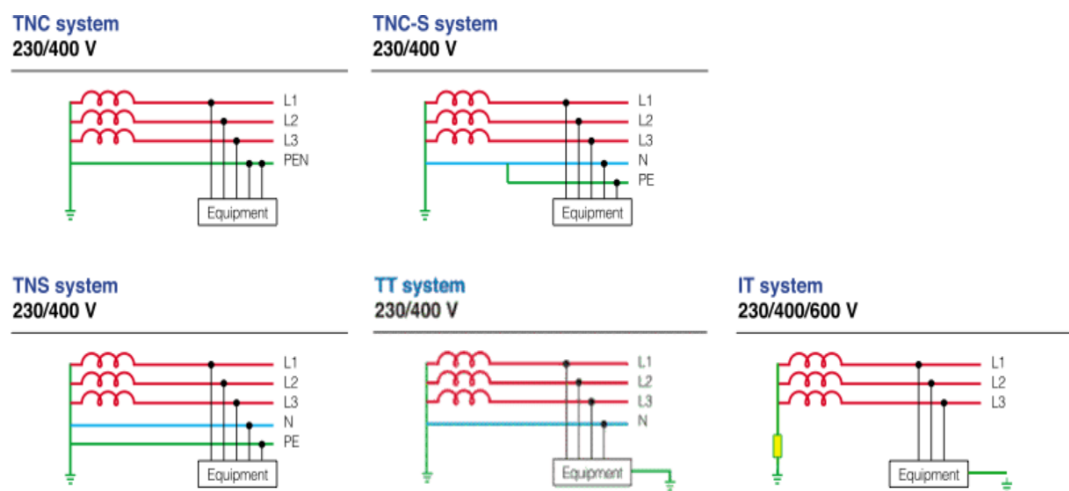 TNC system
230/400 V
L1
L2
L3
PEN
Equipment
TNC-S system
230/400 V
L1
L2
L3
N
PE
Equipment
TNS system
230/400 V
L1
L2
L3
N
PE
Equipment
TT system
230/400 V
L1
L2
L3
N
Equipment
IT system
230/400/600 V
L1
L2
L3
Equipment